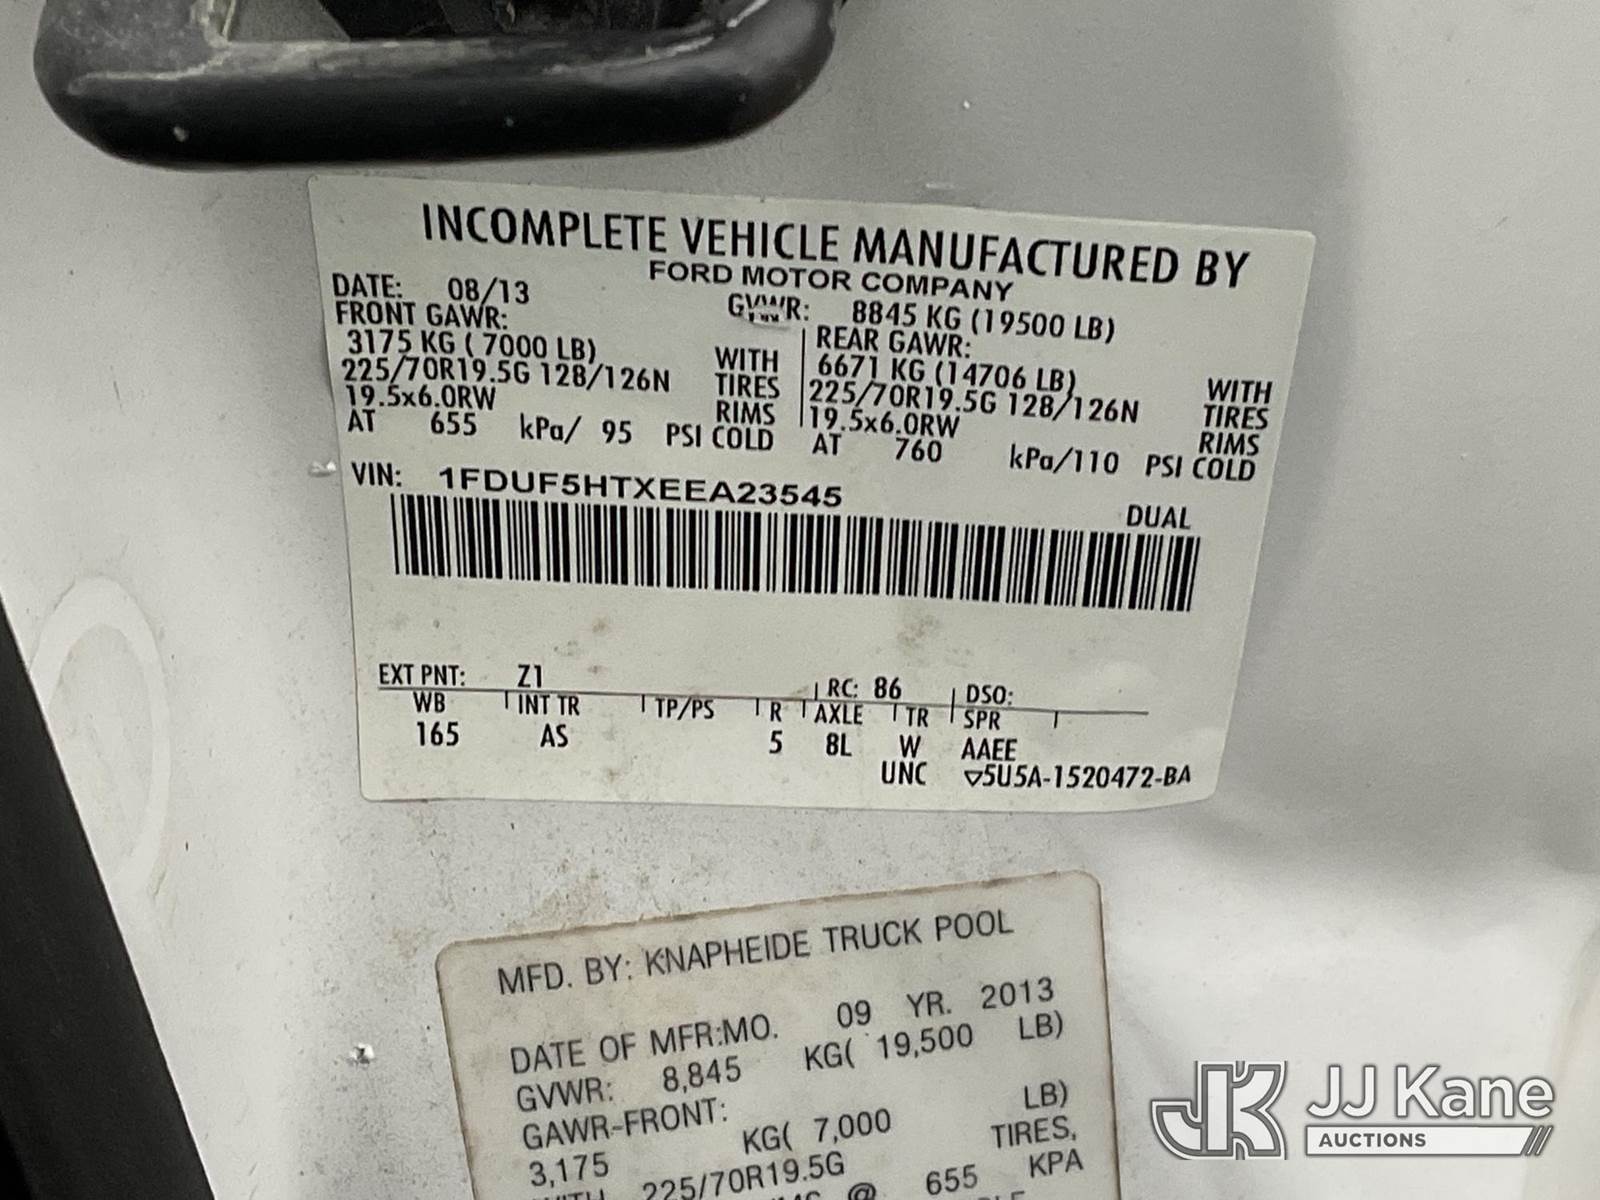 INCOMPLETE VEHICLE MANUFACTURED BY
FORD MOTOR COMPANY
DATE: 08/13 GVWR: 8845 KG (19500 LB)
FRONT GAWR: REAR GAWR:
3175 KG ( 7000 LB) WITH 6671 KG (14706 LB) WITH
225/70R19.5G 128/126N TIRES 225/70R19.5G 128/126N TIRES
19.5x6.0RW RIMS 19.5x6.0RW RIMS
AT 655 kPa/ 95 PSI COLD AT 760 kPa/110 PSI COLD
VIN: 1FDUF5HTXEEA23545
DUAL
EXT PNT: Z1 RC: 86 DSO:
WB INT TR TP/PS R AXLE TR SPR
165 AS 5 8L W AAEE
UNC ▽5U5A-1520472-BA
MFD. BY: KNAPHEIDE TRUCK POOL
DATE OF MFR:MO. 09 YR. 2013
GVWR: 8,845 KG( 19,500 LB)
GAWR-FRONT:
3,175 KG( 7,000 LB)
WITH 225/70R19.5G TIRES,
@ 655 KPA
JK JJ Kane
AUCTIONS